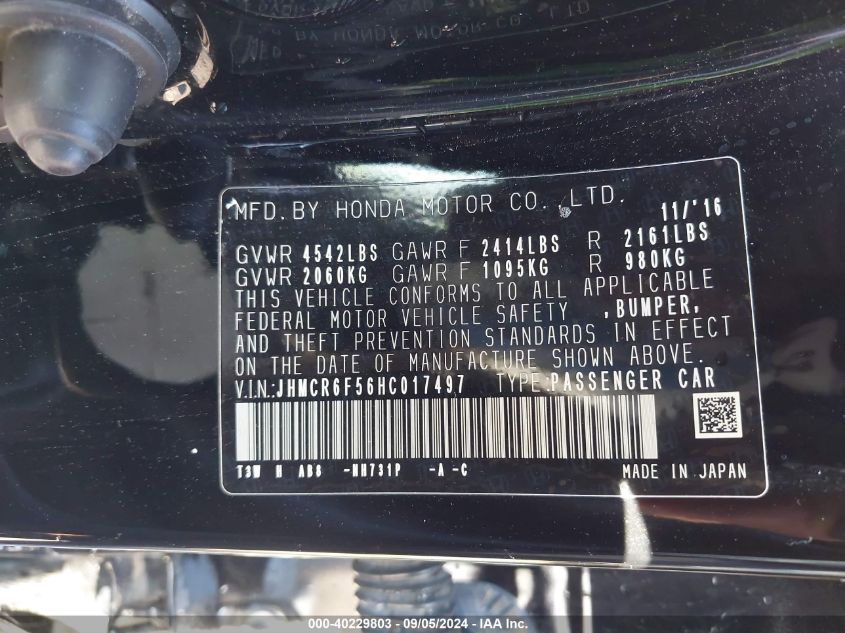 MFD. BY HONDA MOTOR CO., LTD. 11/'16
GVWR 4542LBS GAWR F 2414LBS R 2161LBS
GVWR 2060KG GAWR F 1095KG R 980KG
THIS VEHICLE CONFORMS TO ALL APPLICABLE
FEDERAL MOTOR VEHICLE SAFETY ,BUMPER,
AND THEFT PREVENTION STANDARDS IN EFFECT
ON THE DATE OF MANUFACTURE SHOWN ABOVE.
V.I.N:JHMCR6F56HC017497 TYPE:PASSENGER CAR
-NH731P -A -C
MADE IN JAPAN
000-40229803 - 09/05/2024 - IAA Inc.